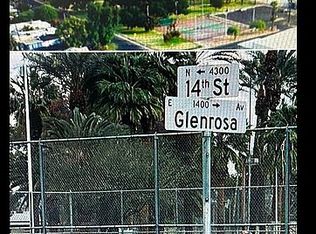 N ← 4300
14th St
E 1400 → Av
Glenrosa